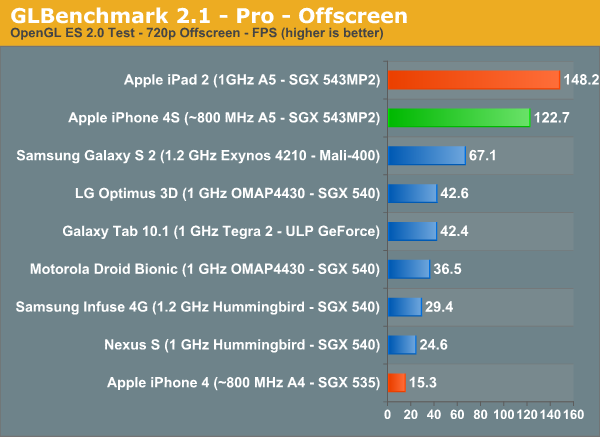 GLBenchmark 2.1 - Pro - Offscreen
OpenGL ES 2.0 Test - 720p Offscreen - FPS (higher is better)
Apple iPad 2 (1GHz A5 - SGX 543MP2) 148.2
Apple iPhone 4S (~800 MHz A5 - SGX 543MP2) 122.7
Samsung Galaxy S 2 (1.2 GHz Exynos 4210 - Mali-400) 67.1
LG Optimus 3D (1 GHz OMAP4430 - SGX 540) 42.6
Galaxy Tab 10.1 (1 GHz Tegra 2 - ULP GeForce) 42.4
Motorola Droid Bionic (1 GHz OMAP4430 - SGX 540) 36.5
Samsung Infuse 4G (1.2 GHz Hummingbird - SGX 540) 29.4
Nexus S (1 GHz Hummingbird - SGX 540) 24.6
Apple iPhone 4 (~800 MHz A4 - SGX 535) 15.3
0 20 40 60 80 100 120 140 160